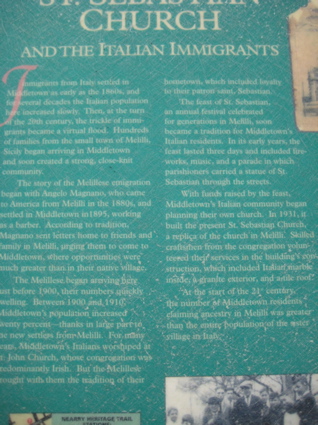 ST. SEBASTIAN
CHURCH
AND THE ITALIAN IMMIGRANTS
Immigrants from Italy settled in
Middletown as early as the 1860s, and
for several decades the Italian population
here increased slowly. Then, at the turn
of the 20th century, the trickle of immi-
grants became a virtual flood. Hundreds
of families from the small town of Melilli,
Sicily began arriving in Middletown
and soon created a strong, close-knit
community.
The story of the Melillese emigration
began with Angelo Magnano, who came
to America from Melilli in the 1880s, and
settled in Middletown in 1895, working
as a barber. According to tradition,
Magnano sent letters home to friends and
family in Melilli, urging them to come to
Middletown, where opportunities were
much greater than in their native village.
The Melillese began arriving
just before 1900, their numbers quickly
swelling. Between 1900 and 1910,
Middletown's population increased
twenty percent – thanks in large part to
the new settlers from Melilli. For many
years, Middletown's Italians worshiped at
St. John Church, whose congregation was
predominantly Irish. But the Melillese
brought with them the tradition of their
hometown, which included loyalty
to their patron saint, Sebastian.
The feast of St. Sebastian,
an annual festival celebrated
for generations in Melilli, soon
became a tradition for Middletown's
Italian residents. In its early years, the
feast lasted three days and included fire-
works, music, and a parade in which
parishioners carried a statue of St.
Sebastian through the streets.
With funds raised by the feast,
Middletown's Italian community began
planning their own church. In 1931, it
built the present St. Sebastian Church,
a replica of the church in Melilli. Skilled
craftsmen from the congregation volun-
teered their services in the building's con-
struction, which included Italian marble
inside, a granite exterior, and
At the start of the 21st century,
the number of Middletown residents
claiming ancestry in Melilli was greater
than the entire population of the
village in Italy.
NEARBY HERITAGE TRAIL
STATIONS